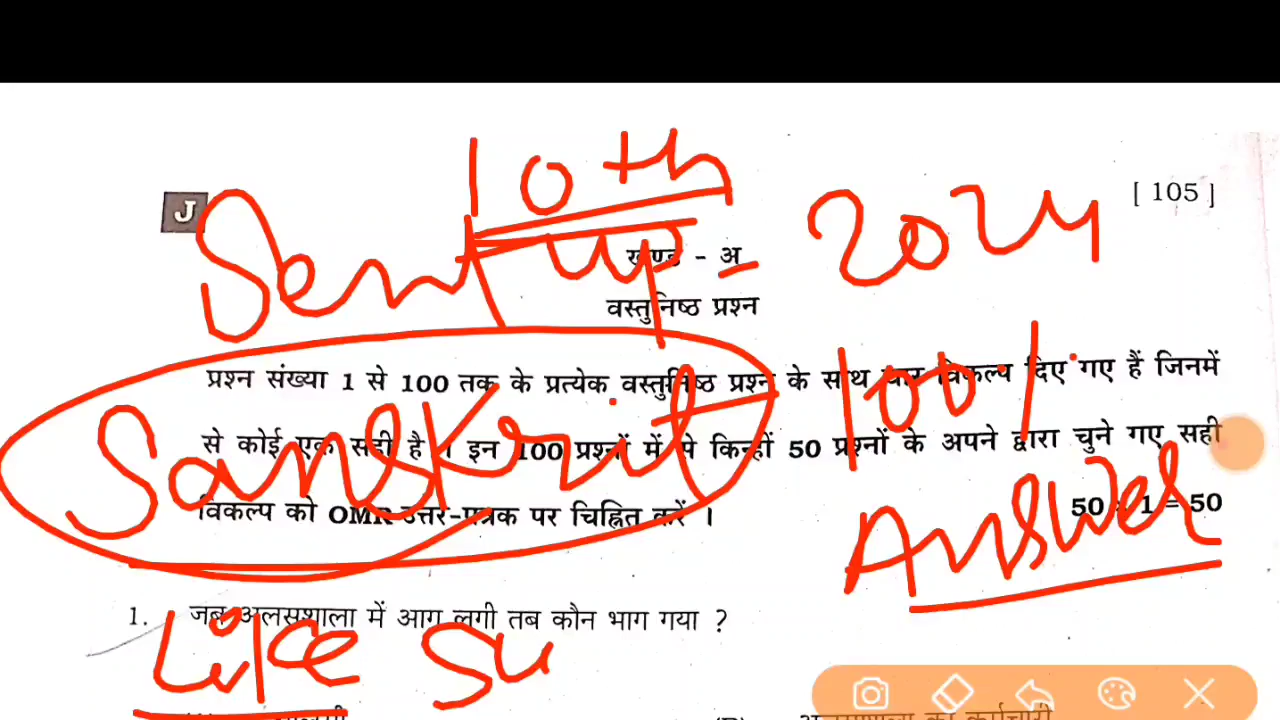 10th
J [ 105 ]
Sent up - 2024
खण्ड - अ
वस्तुनिष्ठ प्रश्न
प्रश्न संख्या 1 से 100 तक के प्रत्येक वस्तुनिष्ठ प्रश्न के साथ चार विकल्प दिए गए हैं जिनमें
100%
से कोई एक सही है । इन 100 प्रश्नों में से किन्हीं 50 प्रश्नों के अपने द्वारा चुने गए सही
Sanskrit
विकल्प को OMR उत्तर-पत्रक पर चिह्नित करें । 50 × 1 = 50
Answer
1. जब अलसशाला में आग लगी तब कौन भाग गया ?
Like Su
अलसशाला का कर्मचारी